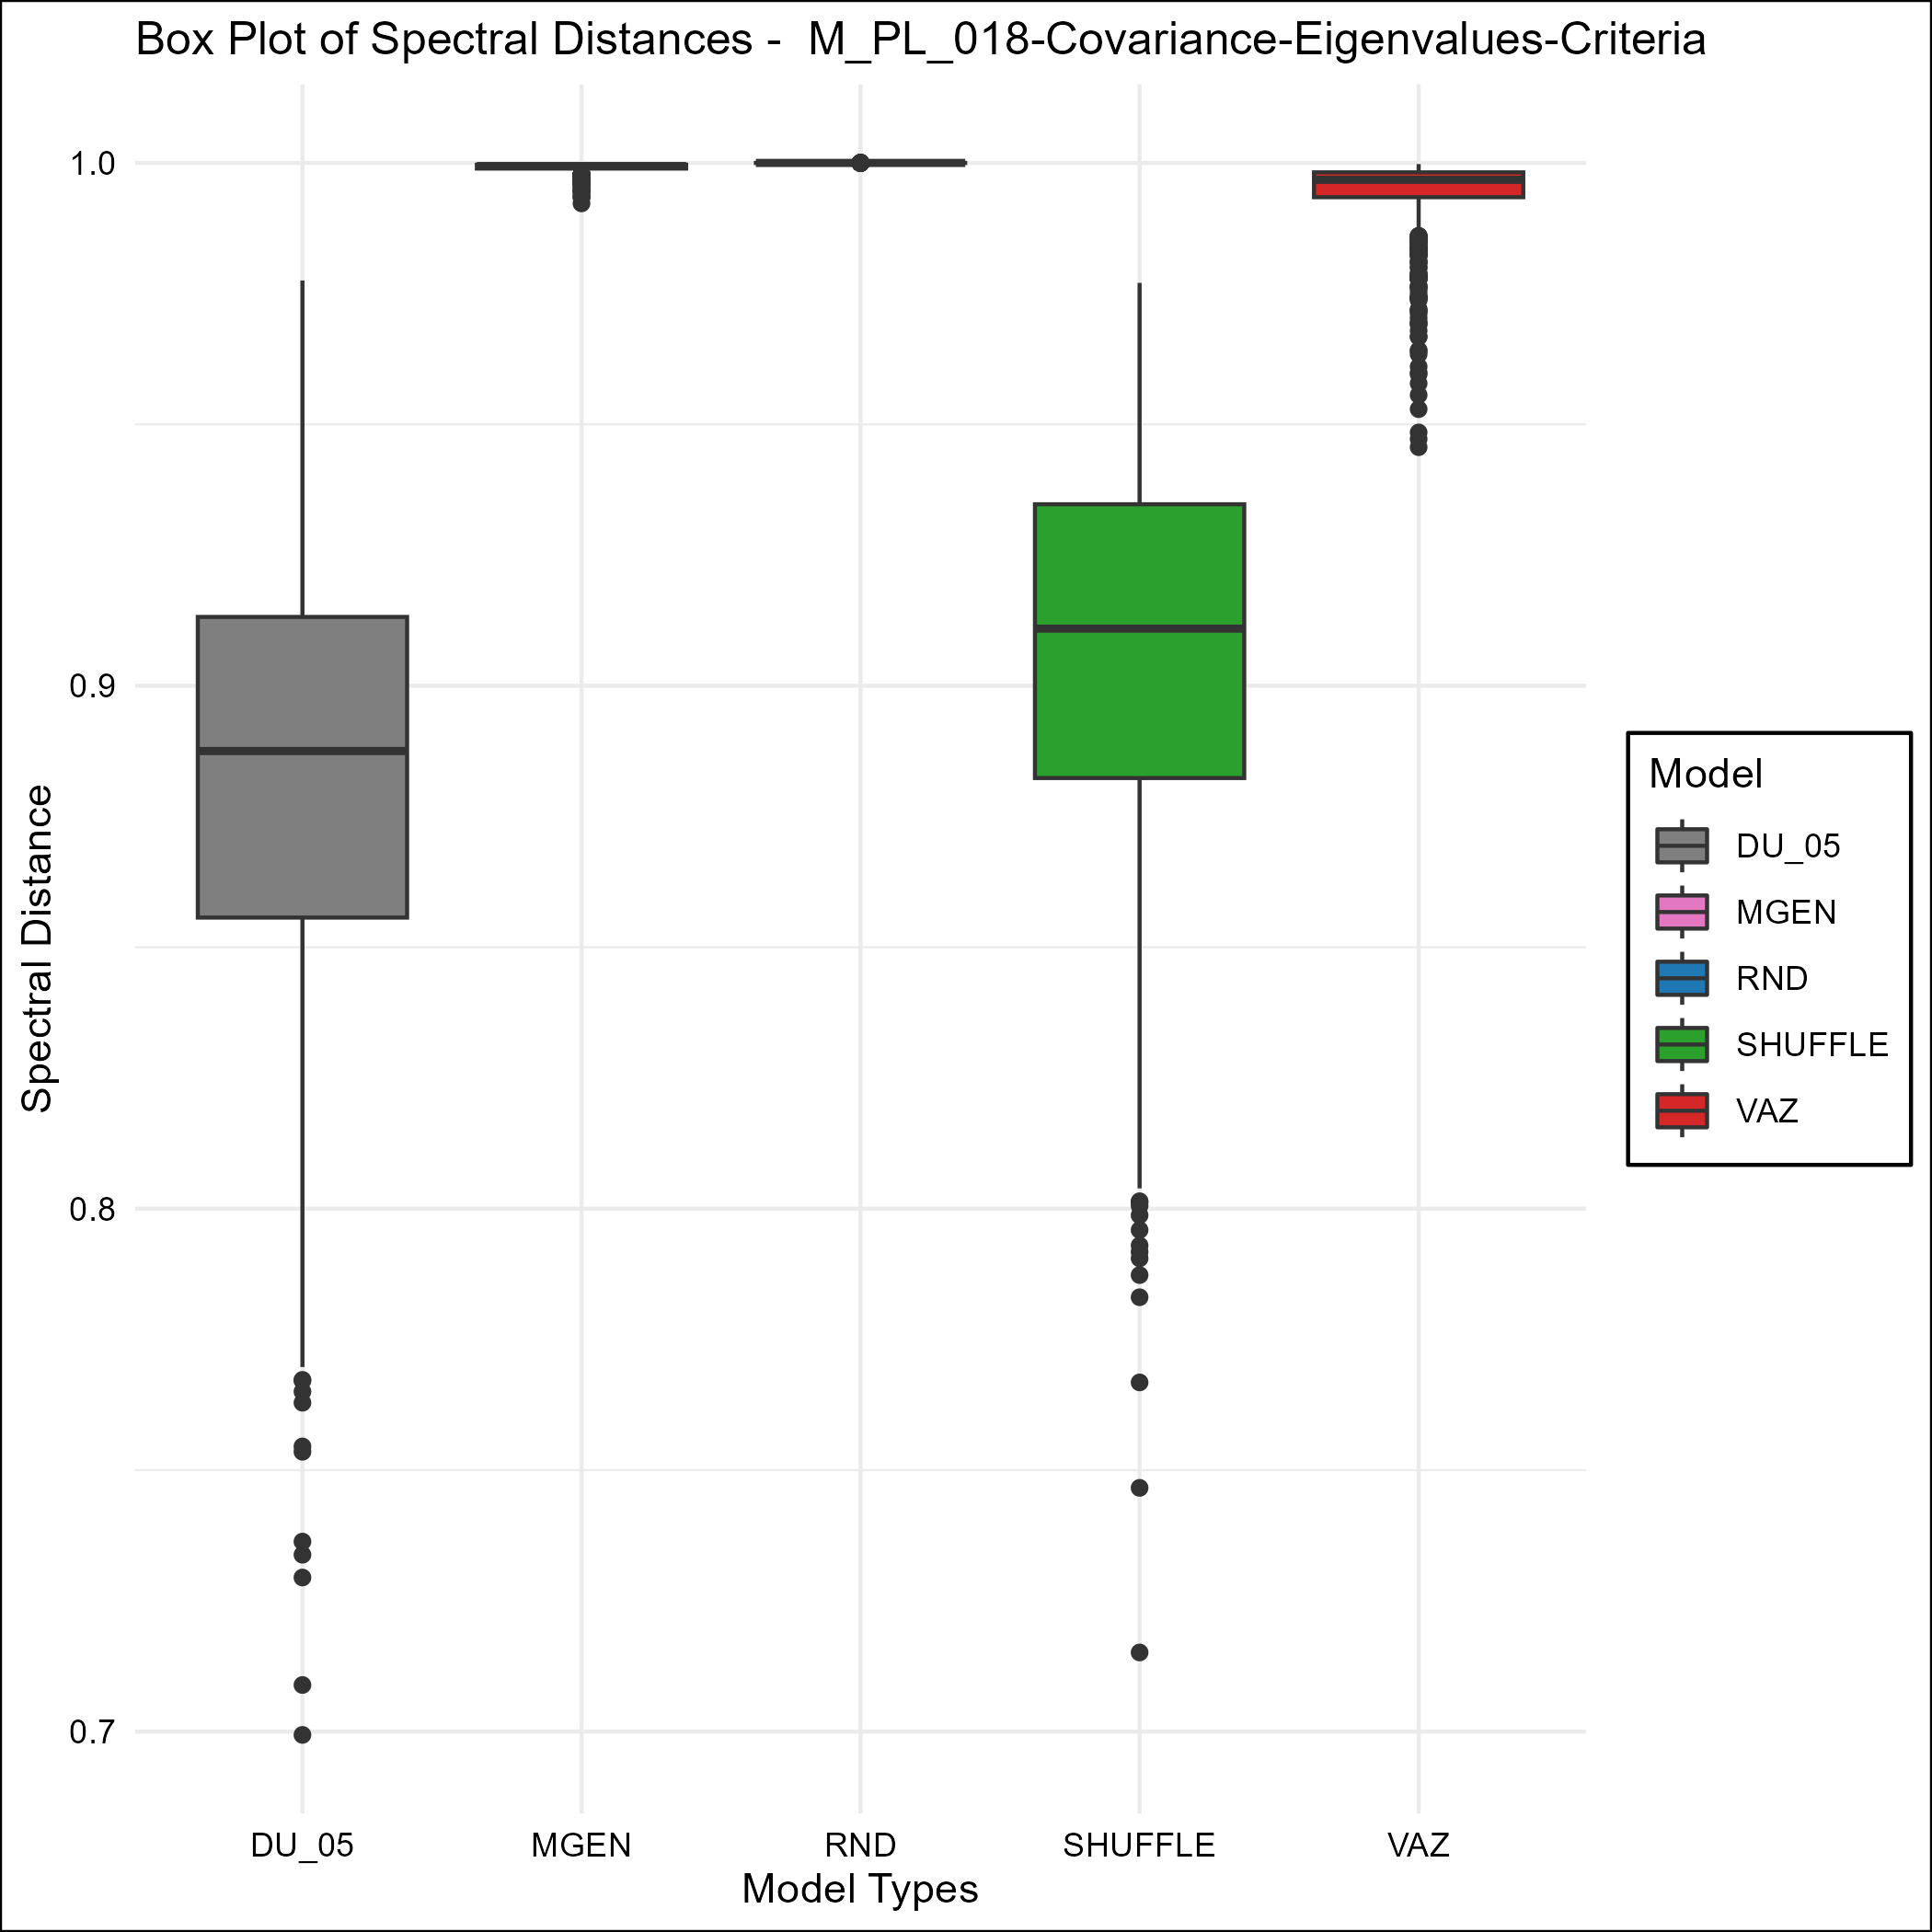 Box Plot of Spectral Distances -  M_PL_018-Covariance-Eigenvalues-Criteria
1.0
0.9
0.8
0.7
Spectral Distance
DU_05
MGEN
RND
SHUFFLE
VAZ
Model Types
Model
DU_05
MGEN
RND
SHUFFLE
VAZ